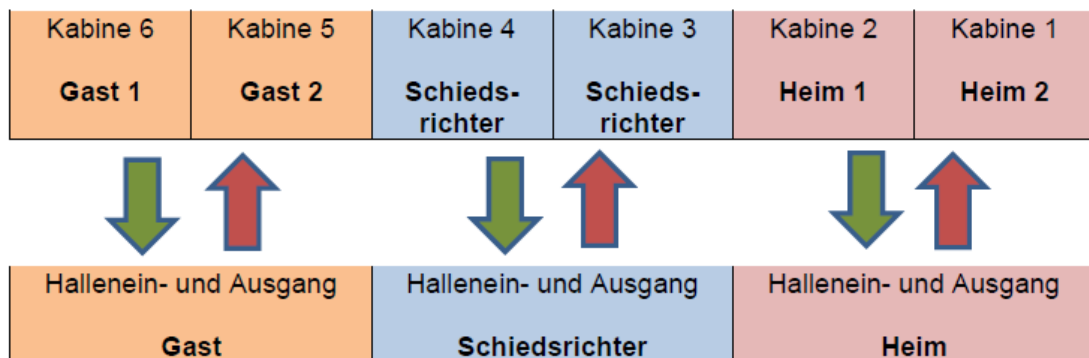 Kabine 6
Gast 1
Kabine 5
Gast 2
Kabine 4
Schieds-
richter
Kabine 3
Schieds-
richter
Kabine 2
Heim 1
Kabine 1
Heim 2
Hallenein- und Ausgang
Gast
Hallenein- und Ausgang
Schiedsrichter
Hallenein- und Ausgang
Heim